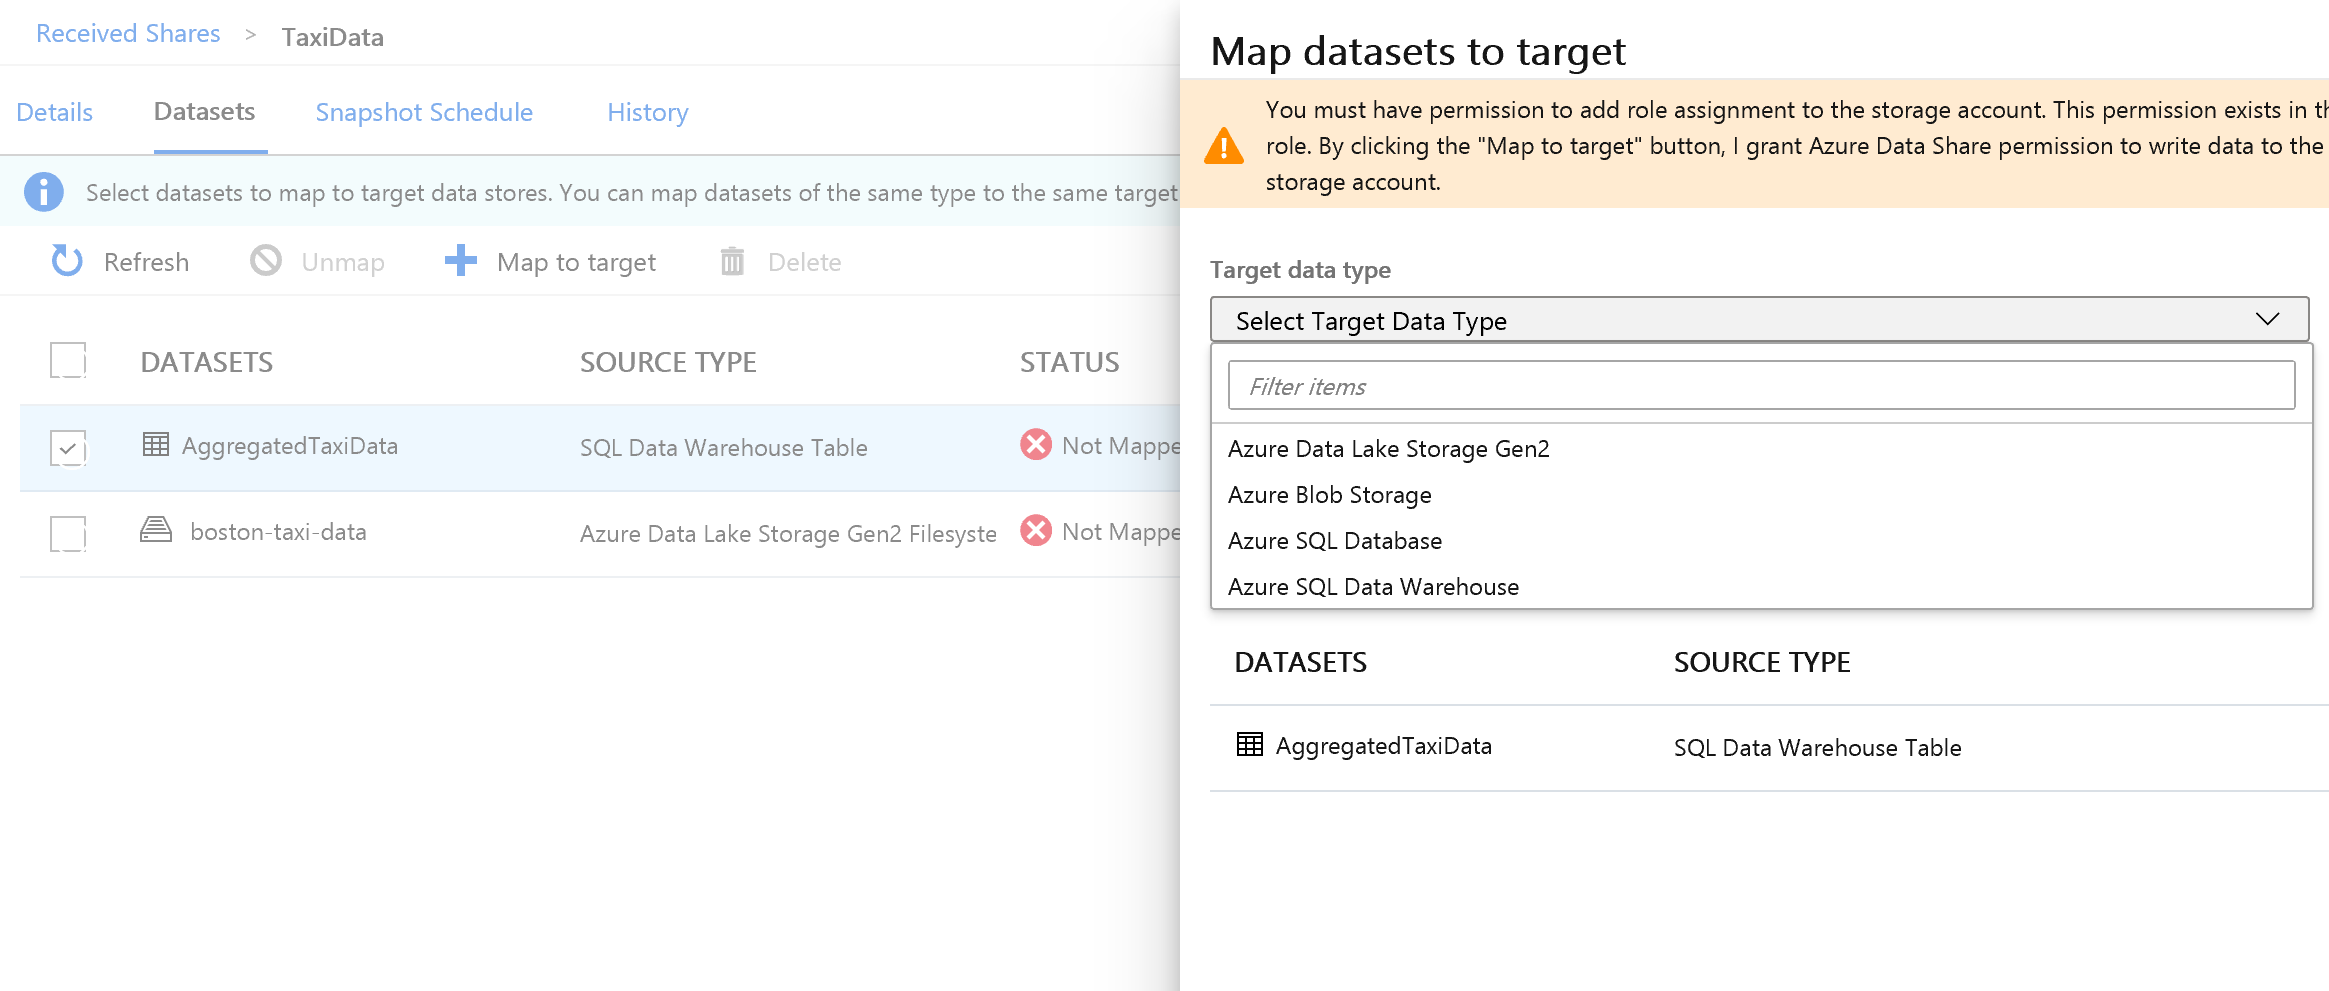 Received Shares > TaxiData
Details Datasets Snapshot Schedule History
Select datasets to map to target data stores. You can map datasets of the same type to the same target
Refresh Unmap Map to target Delete
DATASETS SOURCE TYPE STATUS
AggregatedTaxiData SQL Data Warehouse Table Not Mappe
boston-taxi-data Azure Data Lake Storage Gen2 Filesyste Not Mappe
Map datasets to target
You must have permission to add role assignment to the storage account. This permission exists in th
role. By clicking the "Map to target" button, I grant Azure Data Share permission to write data to the
storage account.
Target data type
Select Target Data Type
Filter items
Azure Data Lake Storage Gen2
Azure Blob Storage
Azure SQL Database
Azure SQL Data Warehouse
DATASETS SOURCE TYPE
AggregatedTaxiData SQL Data Warehouse Table